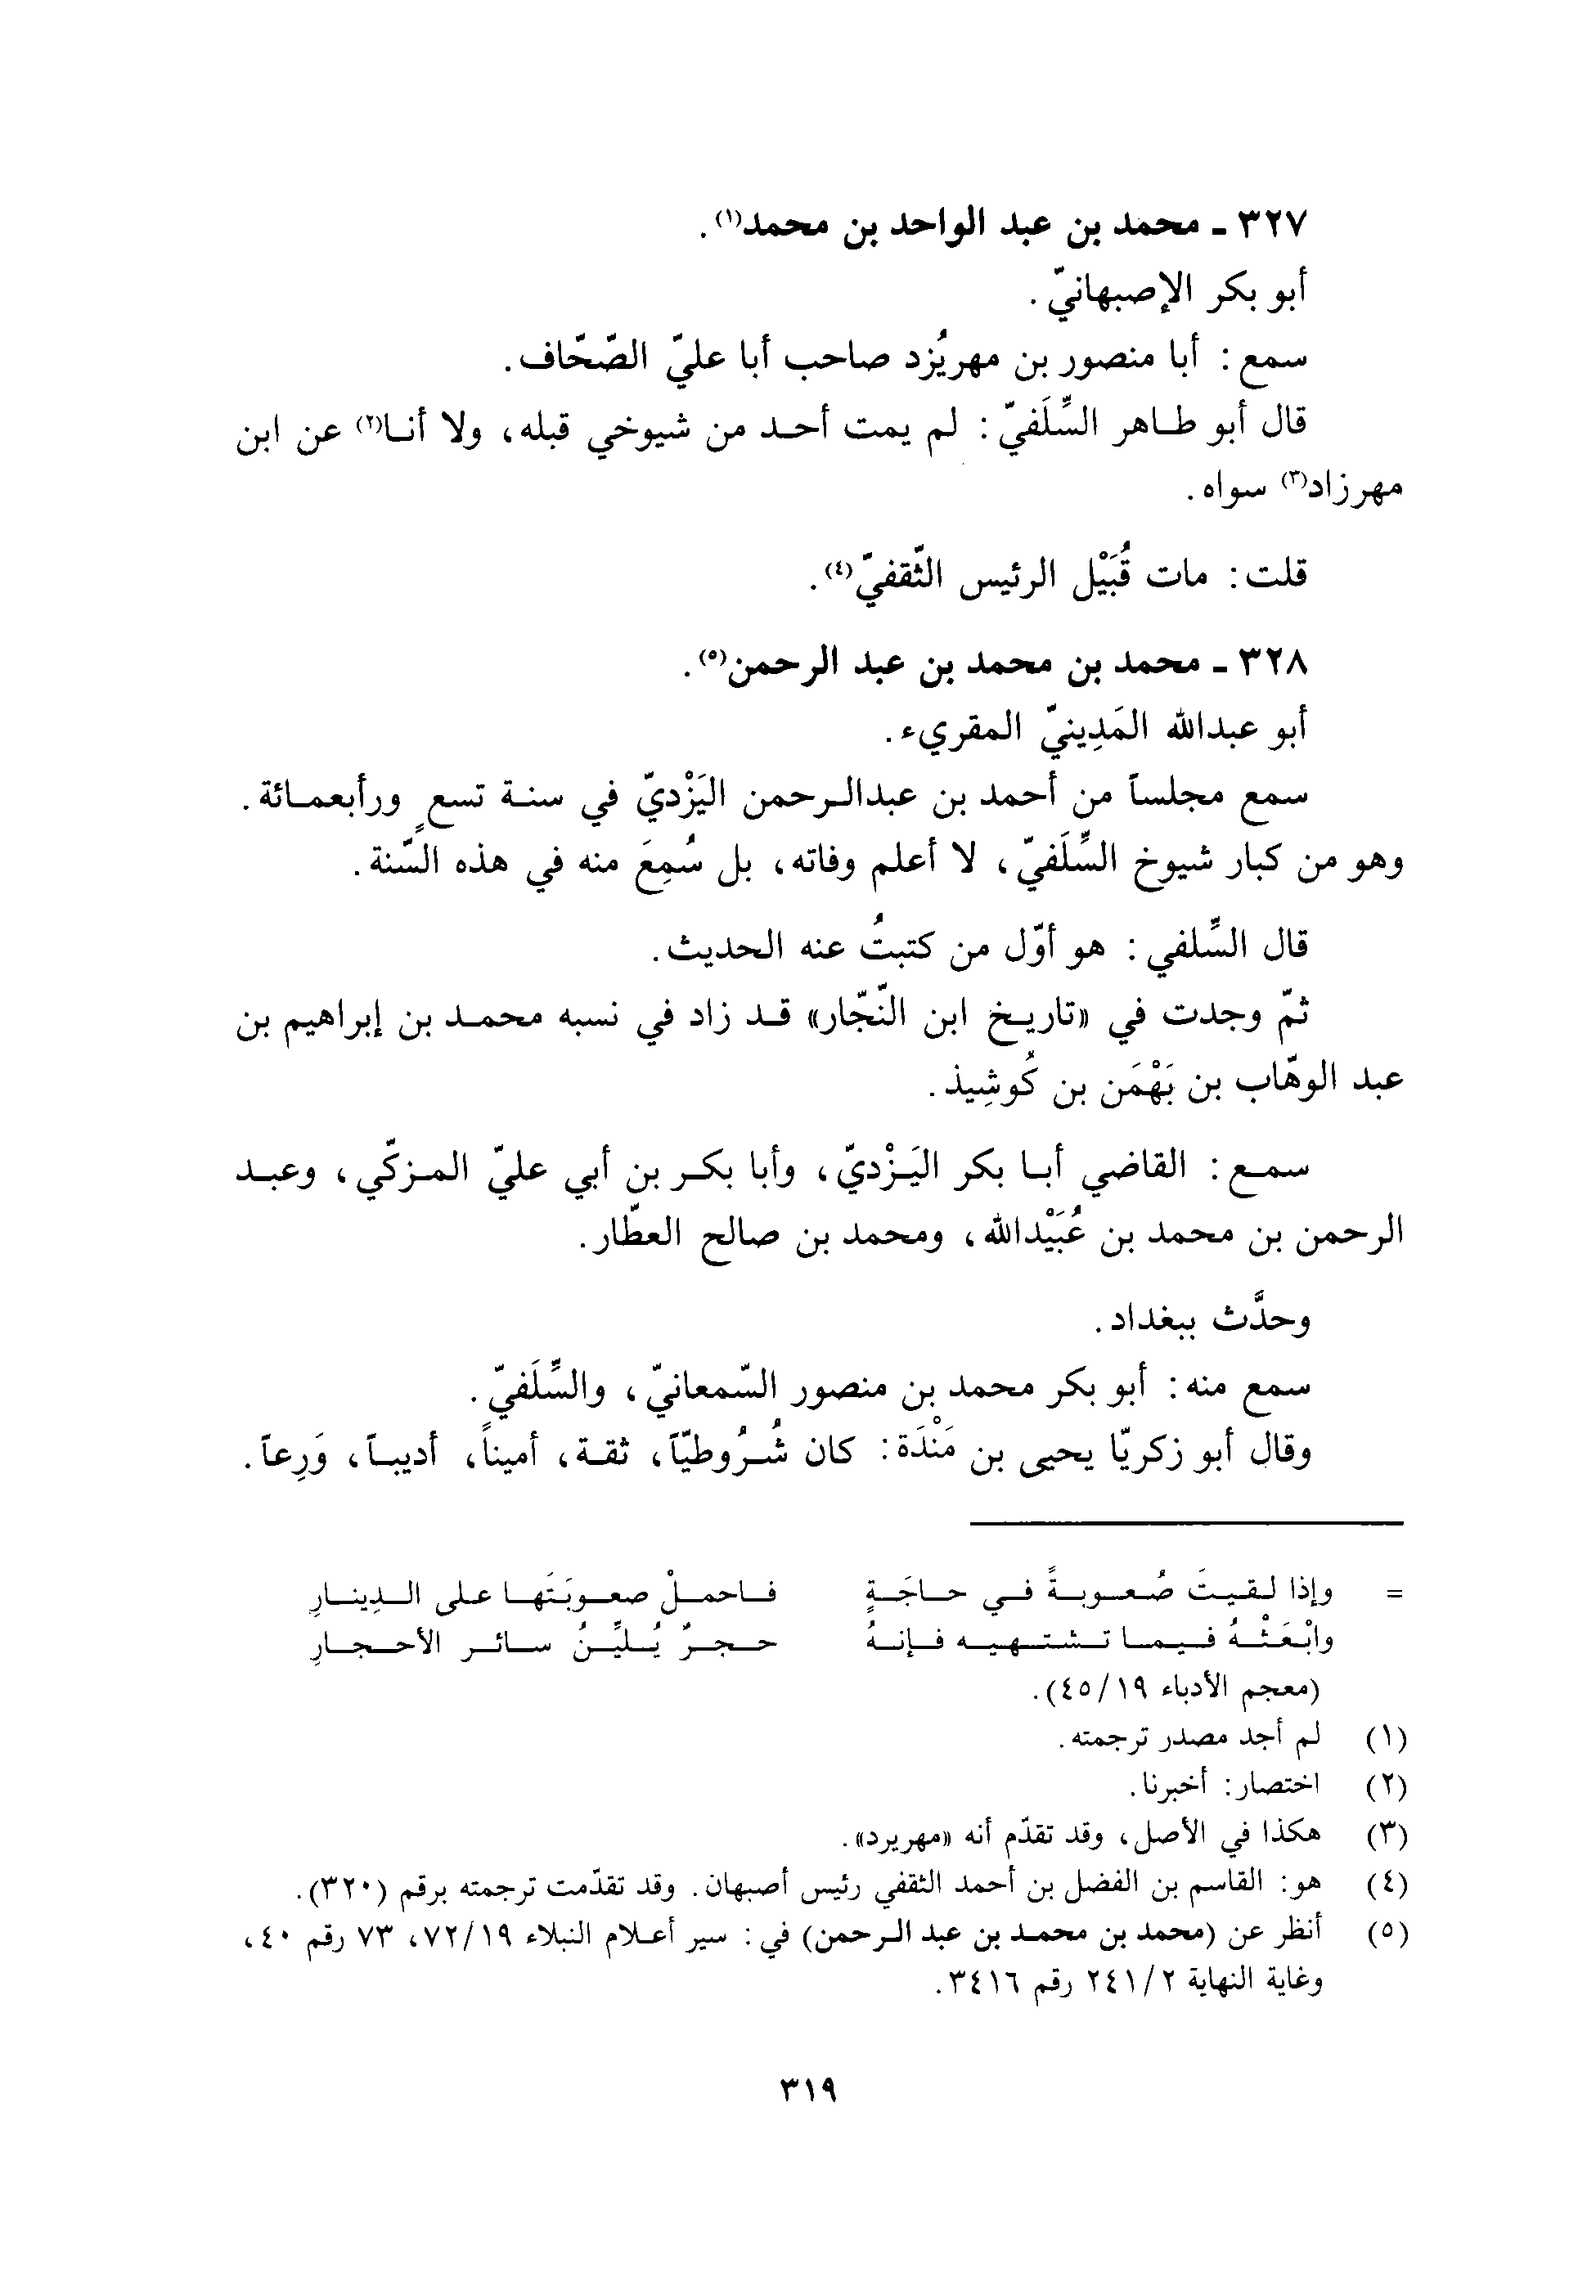 ٣٢٧ ـ محمد بن عبد الواحد بن محمد(١).
أبو بكر الإصبهانيّ.
سمع: أبا منصور بن مهريُزد صاحب أبا عليّ الصّحّاف.
قال أبو طاهر السِّلَفيّ: لم يمت أحد من شيوخي قبله، ولا أنا(٢) عن ابن
مهرزاد(٣) سواه.
قلت: مات قُبَيْل الرئيس الثّقفيّ(٤).
٣٢٨ ـ محمد بن محمد بن عبد الرحمن(٥).
أبو عبدالله المَدِينيّ المقريء.
سمع مجلساً من أحمد بن عبدالرحمن اليَزْديّ في سنة تسعٍ ورأبعمائة.
وهو من كبار شيوخ السِّلَفيّ، لا أعلم وفاته، بل سُمِعَ منه في هذه السّنة.
قال السِّلفي: هو أوّل من كتبتُ عنه الحديث.
ثمّ وجدت في «تاريخ ابن النّجّار» قد زاد في نسبه محمد بن إبراهيم بن
عبد الوهّاب بن بَهْمَن بن كُوشِيذ.
سمع: القاضي أبا بكر اليَزْديّ، وأبا بكر بن أبي عليّ المزكّي، وعبد
الرحمن بن محمد بن عُبَيْدالله، ومحمد بن صالح العطّار.
وحدَّث ببغداد.
سمع منه: أبو بكر محمد بن منصور السّمعانيّ، والسِّلَفيّ.
وقال أبو زكريّا يحيى بن مَنْدَة: كان شُرُوطيّاً، ثقة، أميناً، أديباً، وَرِعاً.
= وإذا لقيتَ صُعوبةً في حاجَةٍ فاحملْ صعوبَتَها على الدِينارِ
وابْعَثْهُ فيما تشتهيه فإنهُ حجرٌ يُليِّنُ سائر الأحجارِ
(معجم الأدباء ١٩/٤٥).
(١) لم أجد مصدر ترجمته.
(٢) اختصار: أخبرنا.
(٣) هكذا في الأصل، وقد تقدّم أنه «مهريرد».
(٤) هو: القاسم بن الفضل بن أحمد الثقفي رئيس أصبهان. وقد تقدّمت ترجمته برقم (٣٢٠).
(٥) أنظر عن (محمد بن محمد بن عبد الرحمن) في: سير أعلام النبلاء ١٩/٧٢، ٧٣ رقم ٤٠،
وغاية النهاية ٢/٢٤١ رقم ٣٤١٦.
٣١٩